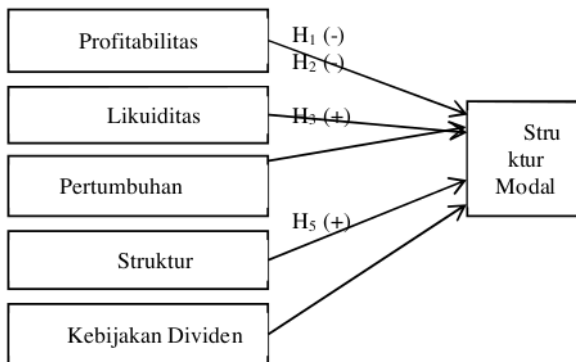 Profitabilitas
H₁ (-)
H₂ (-)
Likuiditas
H₃ (+)
Stru
ktur
Modal
Pertumbuhan
H₅ (+)
Struktur
Kebijakan Dividen